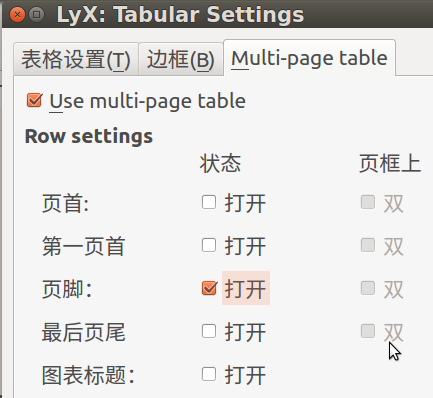 LyX: Tabular Settings
表格设置(T) 边框(B) Multi-page table
Use multi-page table
Row settings
状态 页框上
页首: 打开 双
第一页首 打开 双
页脚： 打开 双
最后页尾 打开 双
图表标题： 打开